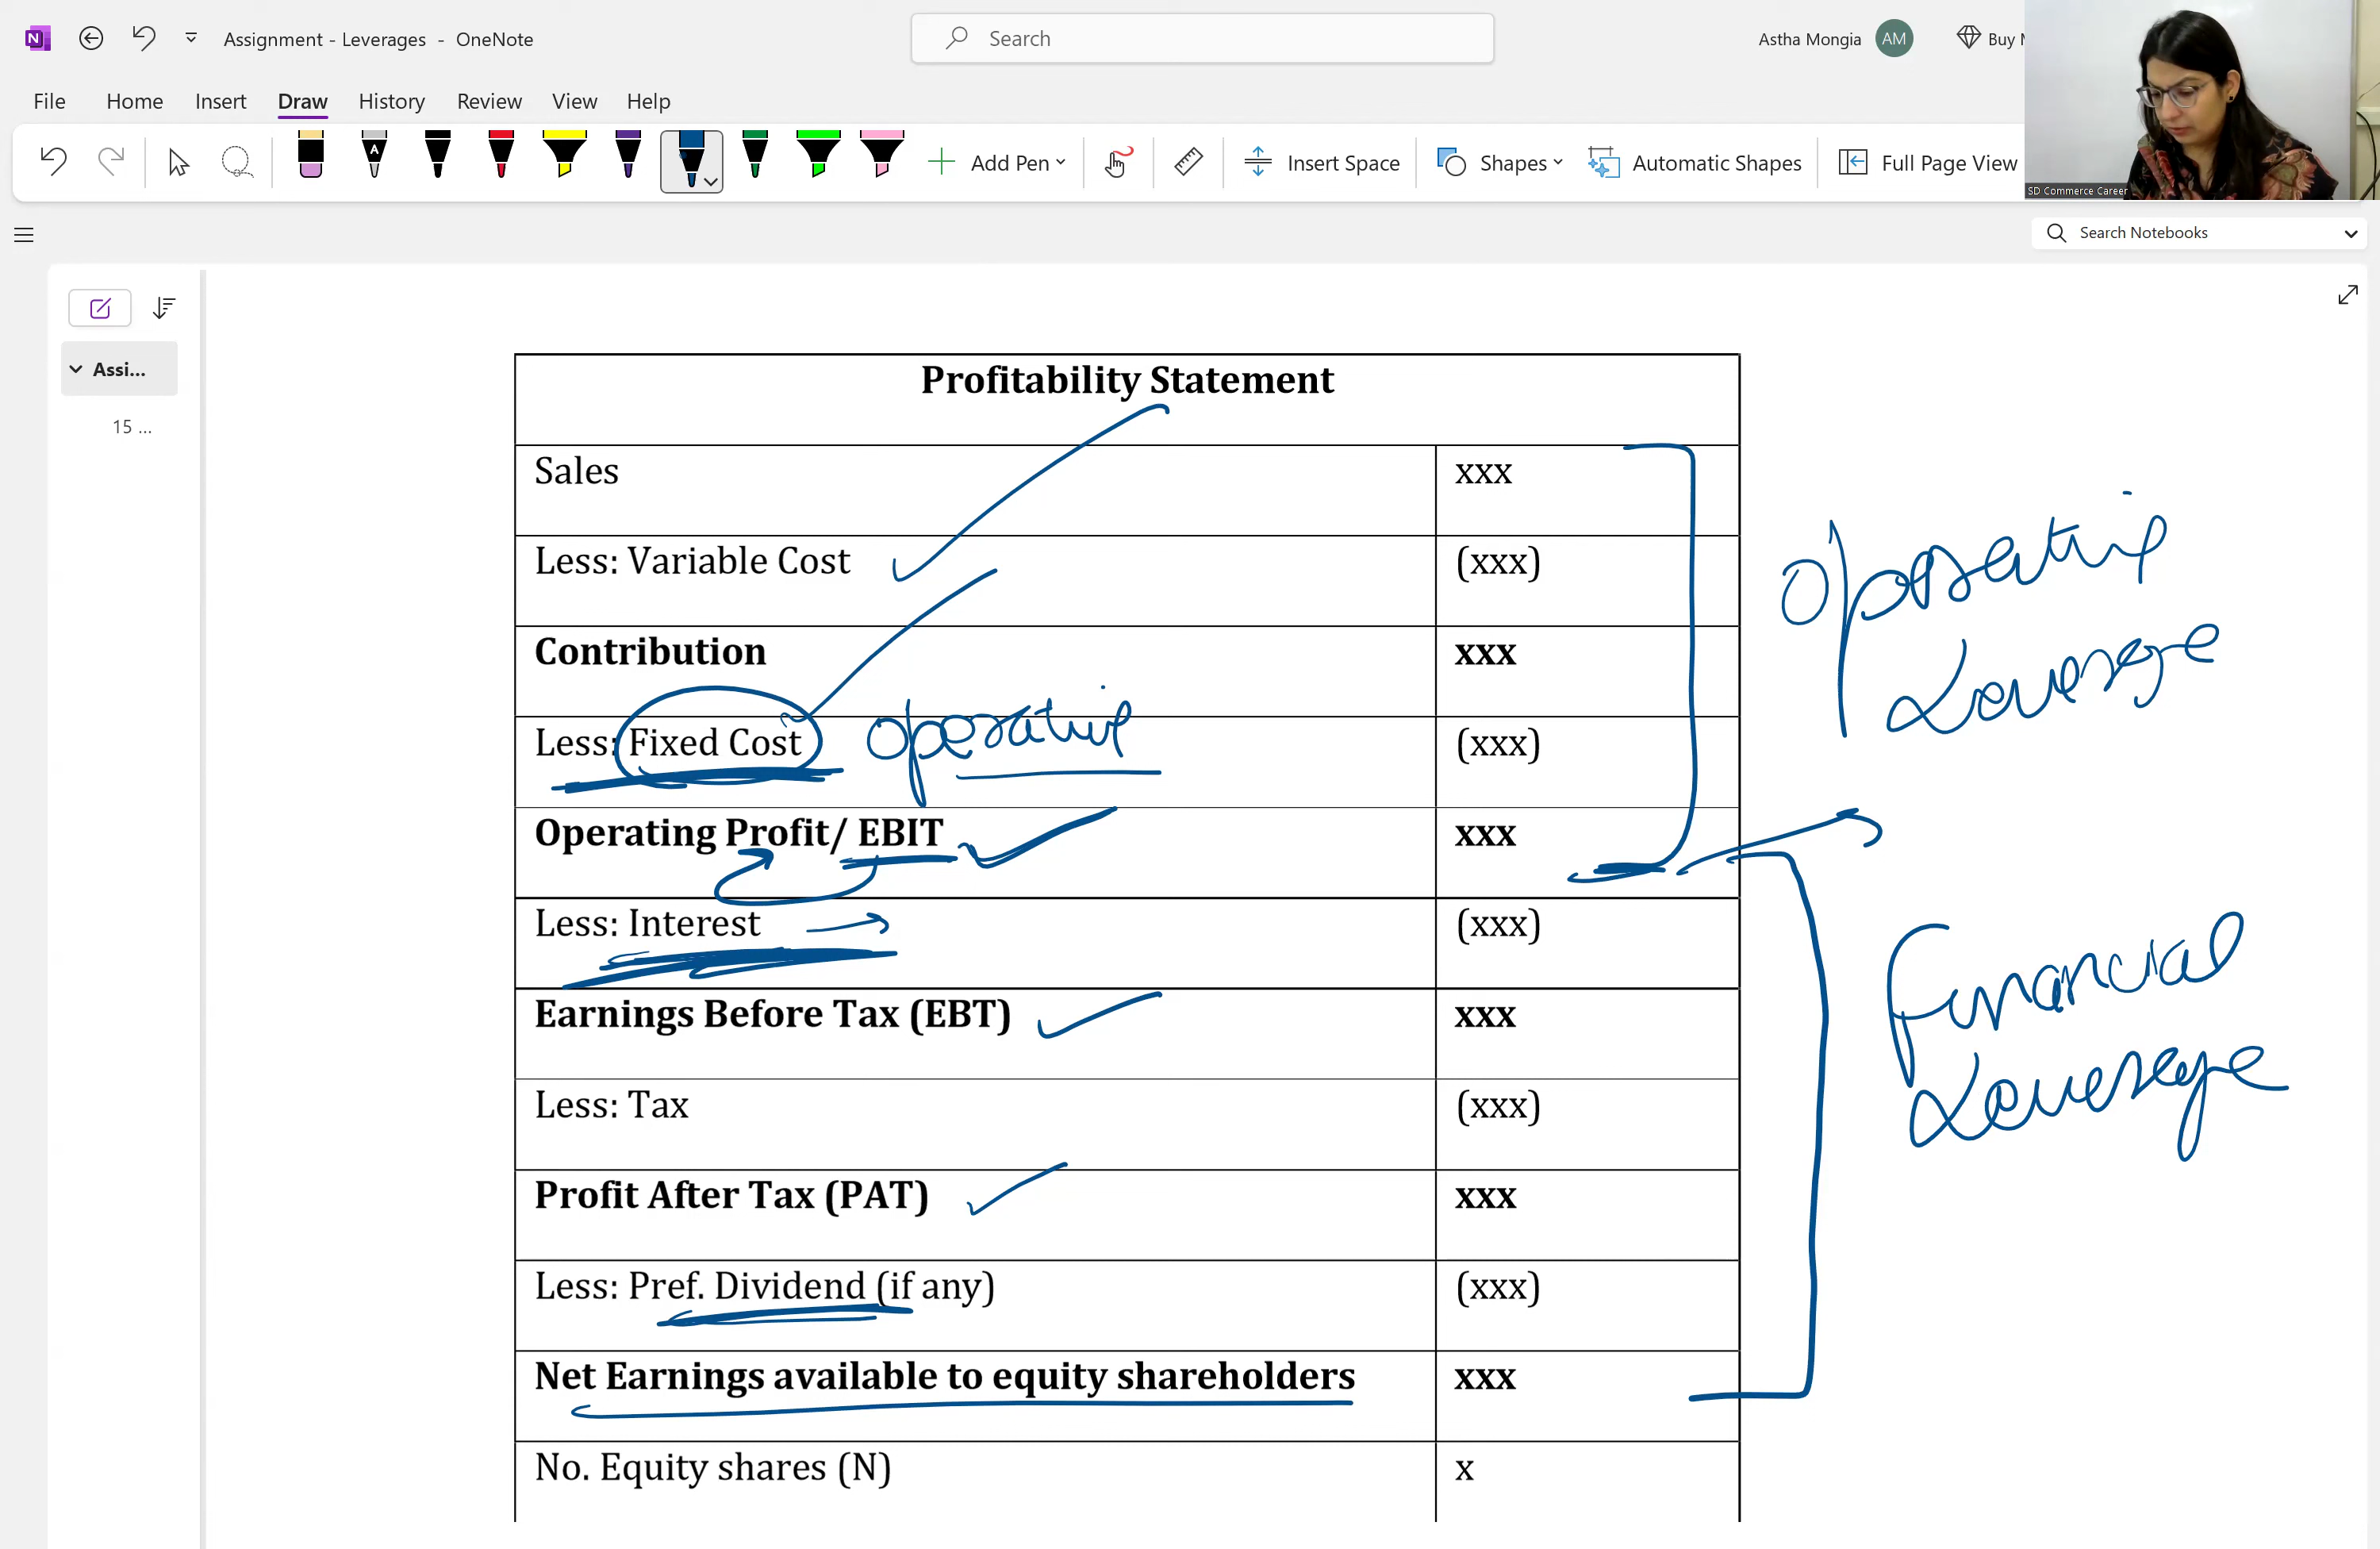 Assignment - Leverages - OneNote
Search
Astha Mongia AM
Buy
File Home Insert Draw History Review View Help
Add Pen Insert Space Shapes Automatic Shapes Full Page View
SD Commerce Career
Search Notebooks
Assi...
15 ...
Profitability Statement
Sales xxx
Less: Variable Cost (xxx)
Operating
Leverage
Contribution xxx
Less: Fixed Cost operating (xxx)
Operating Profit/ EBIT xxx
Less: Interest (xxx)
Financial
Leverage
Earnings Before Tax (EBT) xxx
Less: Tax (xxx)
Profit After Tax (PAT) xxx
Less: Pref. Dividend (if any) (xxx)
Net Earnings available to equity shareholders xxx
No. Equity shares (N) x